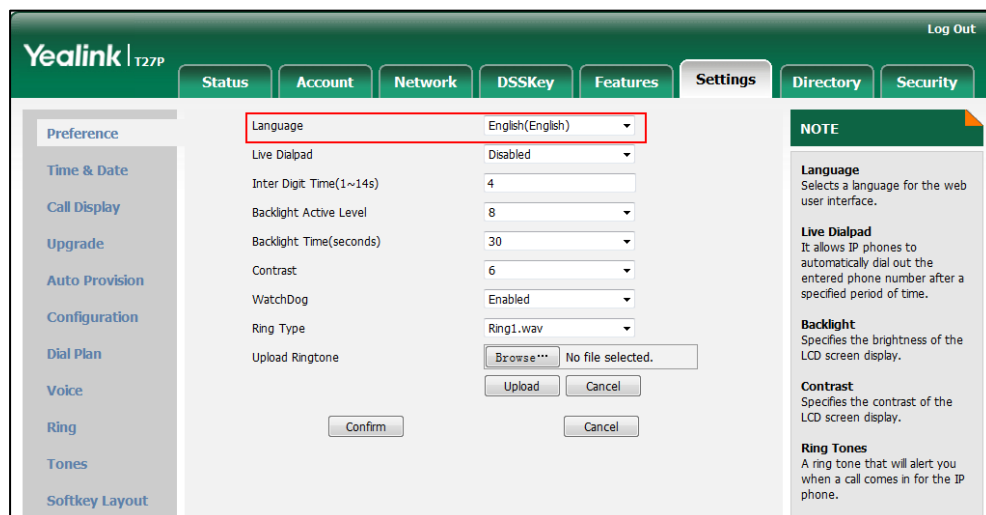 Log Out
Yealink T27P
Status Account Network DSSKey Features Settings Directory Security
Preference
Time & Date
Call Display
Upgrade
Auto Provision
Configuration
Dial Plan
Voice
Ring
Tones
Softkey Layout
Language English(English)
Live Dialpad Disabled
Inter Digit Time(1~14s) 4
Backlight Active Level 8
Backlight Time(seconds) 30
Contrast 6
WatchDog Enabled
Ring Type Ring1.wav
Upload Ringtone Browse··· No file selected.
Upload Cancel
Confirm Cancel
NOTE
Language
Selects a language for the web
user interface.
Live Dialpad
It allows IP phones to
automatically dial out the
entered phone number after a
specified period of time.
Backlight
Specifies the brightness of the
LCD screen display.
Contrast
Specifies the contrast of the
LCD screen display.
Ring Tones
A ring tone that will alert you
when a call comes in for the IP
phone.